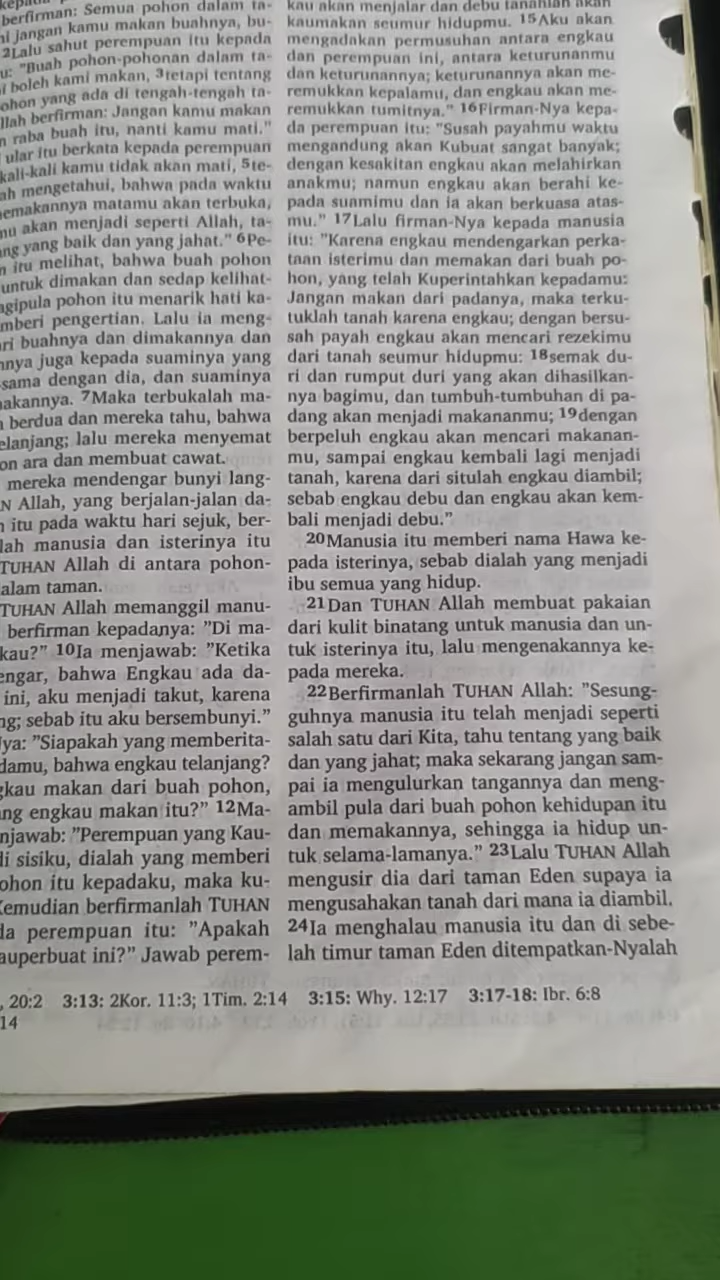 berfirman: Semua pohon dalam ta-
jangan kamu makan buahnya, bu-
2Lalu sahut perempuan itu kepada
"Buah pohon-pohonan dalam ta-
boleh kami makan, 3tetapi tentang
ohon yang ada di tengah-tengah ta-
llah berfirman: Jangan kamu makan
raba buah itu, nanti kamu mati."
ular itu berkata kepada perempuan
kali-kali kamu tidak akan mati, 5te-
ah mengetahui, bahwa pada waktu
emakannya matamu akan terbuka,
mu akan menjadi seperti Allah, ta-
ng yang baik dan yang jahat." 6Pe-
n itu melihat, bahwa buah pohon
untuk dimakan dan sedap kelihat-
agipula pohon itu menarik hati ka-
mberi pengertian. Lalu ia meng-
ri buahnya dan dimakannya dan
nnya juga kepada suaminya yang
sama dengan dia, dan suaminya
akannya. 7Maka terbukalah ma-
berdua dan mereka tahu, bahwa
elanjang; lalu mereka menyemat
on ara dan membuat cawat.
mereka mendengar bunyi lang-
N Allah, yang berjalan-jalan da-
itu pada waktu hari sejuk, ber-
lah manusia dan isterinya itu
TUHAN Allah di antara pohon-
alam taman.
TUHAN Allah memanggil manu-
berfirman kepadanya: "Di ma-
kau?" 10Ia menjawab: "Ketika
engar, bahwa Engkau ada da-
ini, aku menjadi takut, karena
ng; sebab itu aku bersembunyi."
ya: "Siapakah yang memberita-
damu, bahwa engkau telanjang?
gkau makan dari buah pohon,
ng engkau makan itu?" 12Ma-
njawab: "Perempuan yang Kau-
di sisiku, dialah yang memberi
ohon itu kepadaku, maka ku-
Kemudian berfirmanlah TUHAN
da perempuan itu: "Apakah
auperbuat ini?" Jawab perem-
kau akan menjalar dan debu tanahlah akan
kaumakan seumur hidupmu. 15Aku akan
mengadakan permusuhan antara engkau
dan perempuan ini, antara keturunanmu
dan keturunannya; keturunannya akan me-
remukkan kepalamu, dan engkau akan me-
remukkan tumitnya." 16Firman-Nya kepa-
da perempuan itu: "Susah payahmu waktu
mengandung akan Kubuat sangat banyak;
dengan kesakitan engkau akan melahirkan
anakmu; namun engkau akan berahi ke-
pada suamimu dan ia akan berkuasa atas-
mu." 17Lalu firman-Nya kepada manusia
itu: "Karena engkau mendengarkan perka-
taan isterimu dan memakan dari buah po-
hon, yang telah Kuperintahkan kepadamu:
Jangan makan dari padanya, maka terku-
tuklah tanah karena engkau; dengan bersu-
sah payah engkau akan mencari rezekimu
dari tanah seumur hidupmu: 18semak du-
ri dan rumput duri yang akan dihasilkan-
nya bagimu, dan tumbuh-tumbuhan di pa-
dang akan menjadi makananmu; 19dengan
berpeluh engkau akan mencari makanan-
mu, sampai engkau kembali lagi menjadi
tanah, karena dari situlah engkau diambil;
sebab engkau debu dan engkau akan kem-
bali menjadi debu."
20Manusia itu memberi nama Hawa ke-
pada isterinya, sebab dialah yang menjadi
ibu semua yang hidup.
21Dan TUHAN Allah membuat pakaian
dari kulit binatang untuk manusia dan un-
tuk isterinya itu, lalu mengenakannya ke-
pada mereka.
22Berfirmanlah TUHAN Allah: "Sesung-
guhnya manusia itu telah menjadi seperti
salah satu dari Kita, tahu tentang yang baik
dan yang jahat; maka sekarang jangan sam-
pai ia mengulurkan tangannya dan meng-
ambil pula dari buah pohon kehidupan itu
dan memakannya, sehingga ia hidup un-
tuk selama-lamanya." 23Lalu TUHAN Allah
mengusir dia dari taman Eden supaya ia
mengusahakan tanah dari mana ia diambil.
24Ia menghalau manusia itu dan di sebe-
lah timur taman Eden ditempatkan-Nyalah
, 20:2 3:13: 2Kor. 11:3; 1Tim. 2:14 3:15: Why. 12:17 3:17-18: Ibr. 6:8
14